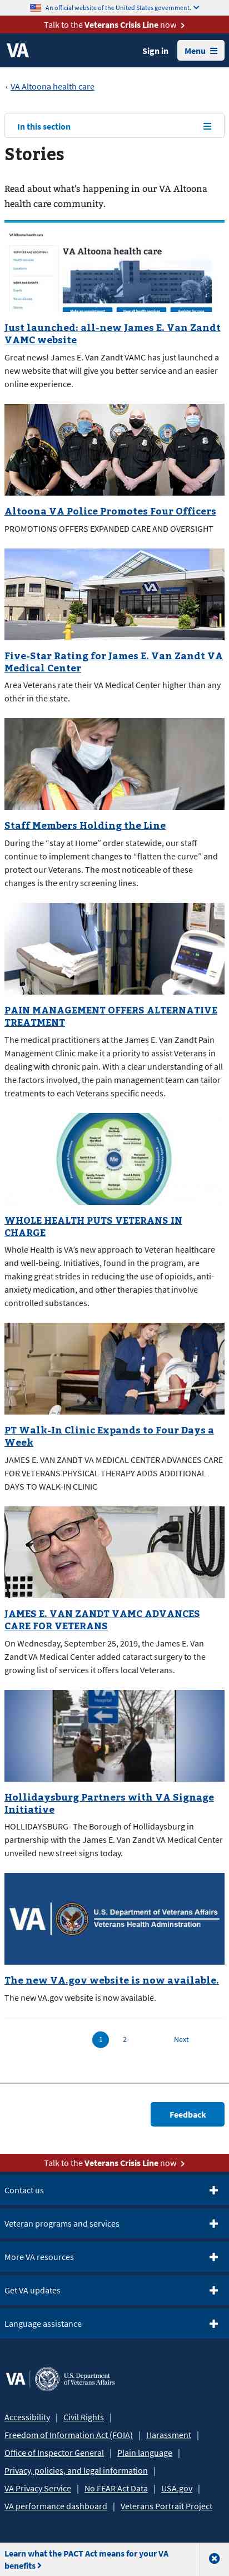 An official website of the United States government.
Talk to the Veterans Crisis Line now
VA
Sign in
Menu
VA Altoona health care
In this section
Stories
Read about what's happening in our VA Altoona
health care community.
VA Altoona health care
Just launched: all-new James E. Van Zandt
VAMC website
Great news! James E. Van Zandt VAMC has just launched a
new website that will give you better service and an easier
online experience.
Altoona VA Police Promotes Four Officers
PROMOTIONS OFFERS EXPANDED CARE AND OVERSIGHT
VA
Five-Star Rating for James E. Van Zandt VA
Medical Center
Area Veterans rate their VA Medical Center higher than any
other in the state.
Staff Members Holding the Line
During the “stay at Home” order statewide, our staff
continue to implement changes to “flatten the curve” and
protect our Veterans. The most noticeable of these
changes is the entry screening lines.
PAIN MANAGEMENT OFFERS ALTERNATIVE
TREATMENT
The medical practitioners at the James E. Van Zandt Pain
Management Clinic make it a priority to assist Veterans in
dealing with chronic pain. With a clear understanding of all
of the factors involved, the pain management team can tailor
treatments to each Veterans specific needs.
Me
WHOLE HEALTH PUTS VETERANS IN
CHARGE
Whole Health is VA’s new approach to Veteran healthcare
and well-being. Initiatives, found in the program, are
making great strides in reducing the use of opioids, anti-
anxiety medication, and other therapies that involve
controlled substances.
PT Walk-In Clinic Expands to Four Days a
Week
JAMES E. VAN ZANDT VA MEDICAL CENTER ADVANCES CARE
FOR VETERANS PHYSICAL THERAPY ADDS ADDITIONAL
DAYS TO WALK-IN CLINIC
JAMES E. VAN ZANDT VAMC ADVANCES
CARE FOR VETERANS
On Wednesday, September 25, 2019, the James E. Van
Zandt VA Medical Center added cataract surgery to the
growing list of services it offers local Veterans.
Hollidaysburg Partners with VA Signage
Initiative
HOLLIDAYSBURG- The Borough of Hollidaysburg in
partnership with the James E. Van Zandt VA Medical Center
unveiled new street signs today.
VA
U.S. Department of Veterans Affairs
Veterans Health Administration
The new VA.gov website is now available.
The new VA.gov website is now available.
1 2 Next
Feedback
Talk to the Veterans Crisis Line now
Contact us
Veteran programs and services
More VA resources
Get VA updates
Language assistance
VA
U.S. Department
of Veterans Affairs
Accessibility | Civil Rights |
Freedom of Information Act (FOIA) | Harassment |
Office of Inspector General | Plain language |
Privacy, policies, and legal information |
VA Privacy Service | No FEAR Act Data | USA.gov |
VA performance dashboard | Veterans Portrait Project
Learn what the PACT Act means for your VA
benefits